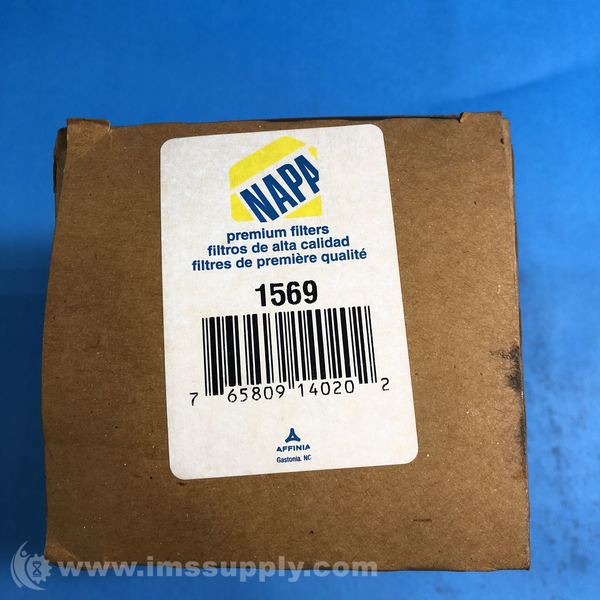 NAPA
premium filters
filtros de alta calidad
filtres de première qualité
1569
7 65809 14020 2
AFFINIA
Gastonia, NC
www.imssupply.com